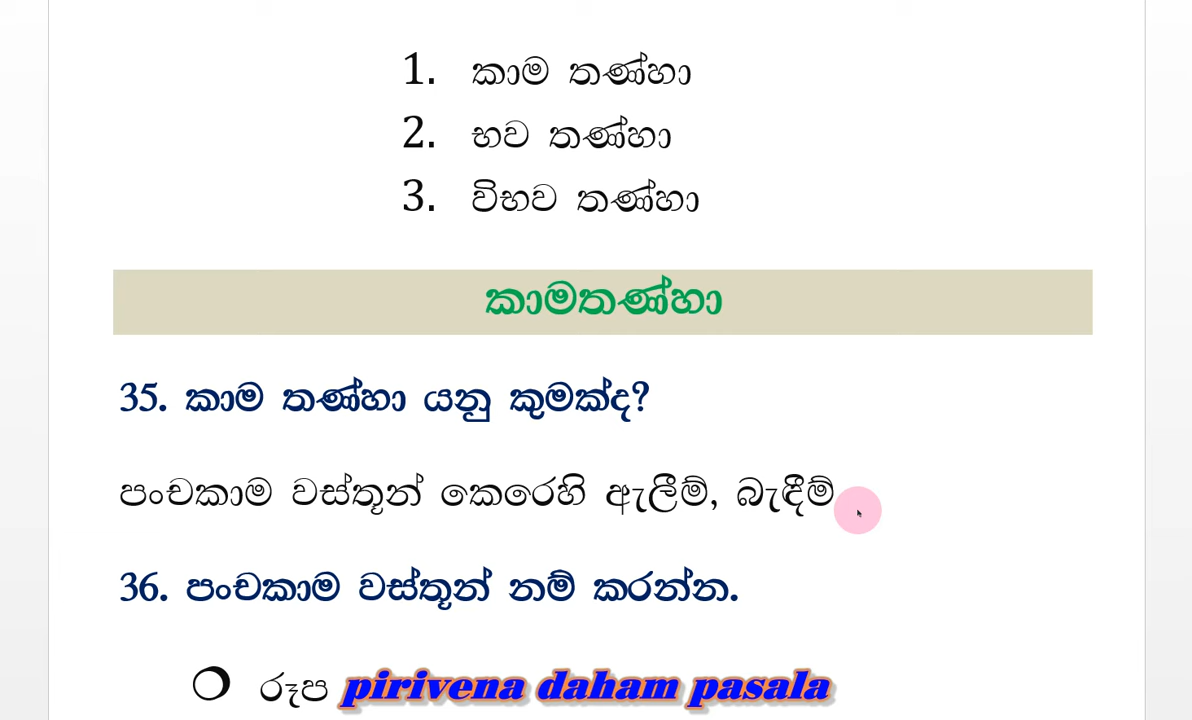 1. කාම තණ්හා
2. භව තණ්හා
3. විභව තණ්හා
කාමතණ්හා
35. කාම තණ්හා යනු කුමක්ද?
පංචකාම වස්තූන් කෙරෙහි ඇලීම්, බැඳීම්
36. පංචකාම වස්තූන් නම් කරන්න.
❍ රූප pirivena daham pasala